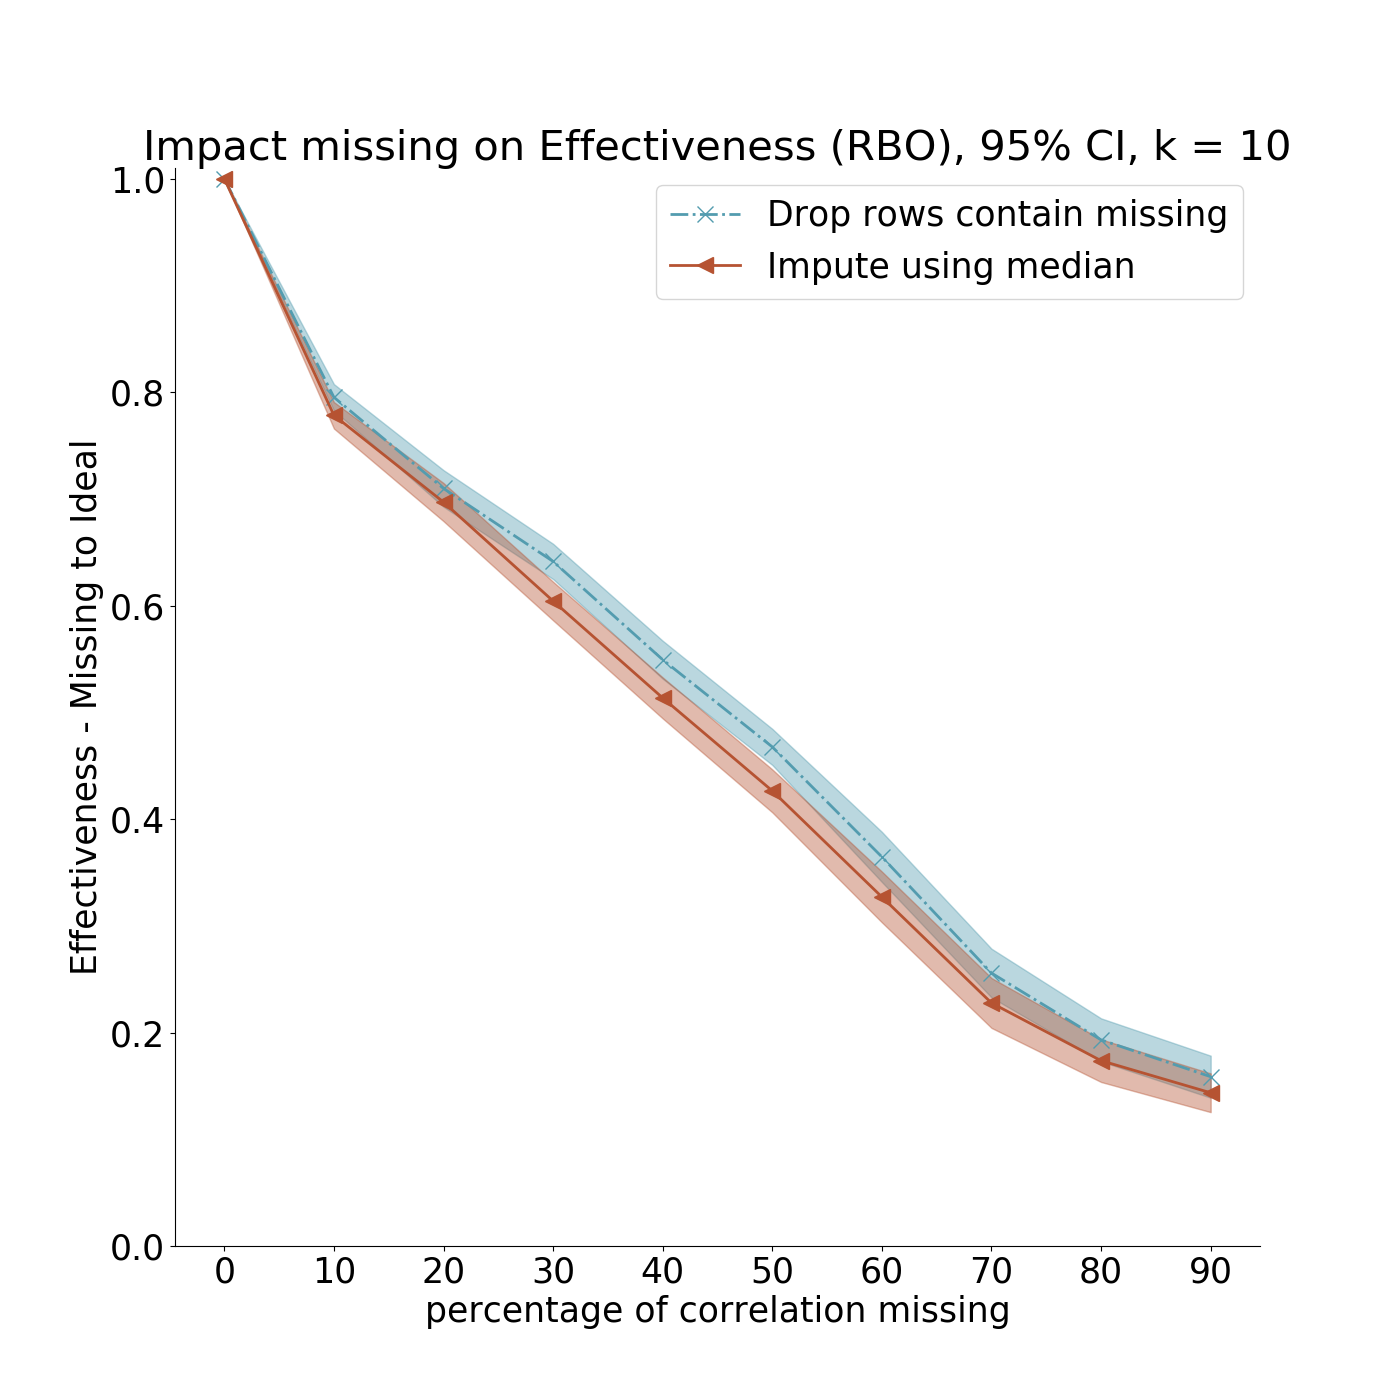 Impact missing on Effectiveness (RBO), 95% CI, k = 10
Drop rows contain missing
Impute using median
Effectiveness - Missing to Ideal
1.0
0.8
0.6
0.4
0.2
0.0
0 10 20 30 40 50 60 70 80 90
percentage of correlation missing